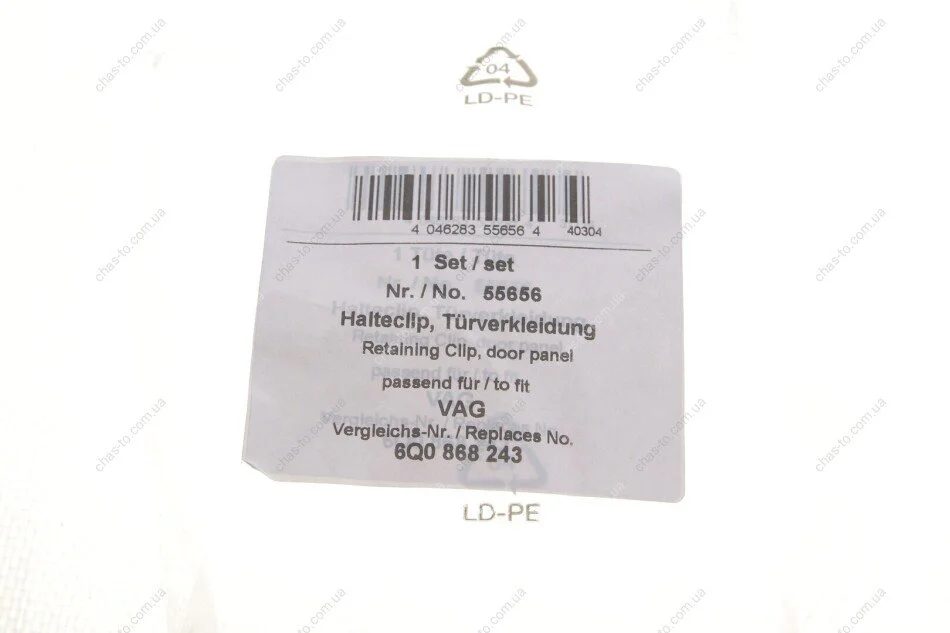 04
LD-PE
4 046283 55656 4 40304
1 Set / set
Nr. / No. 55656
Halteclip, Türverkleidung
Retaining Clip, door panel
passend für / to fit
VAG
Vergleichs-Nr. / Replaces No.
6Q0 868 243
LD-PE
chas-to.com.ua